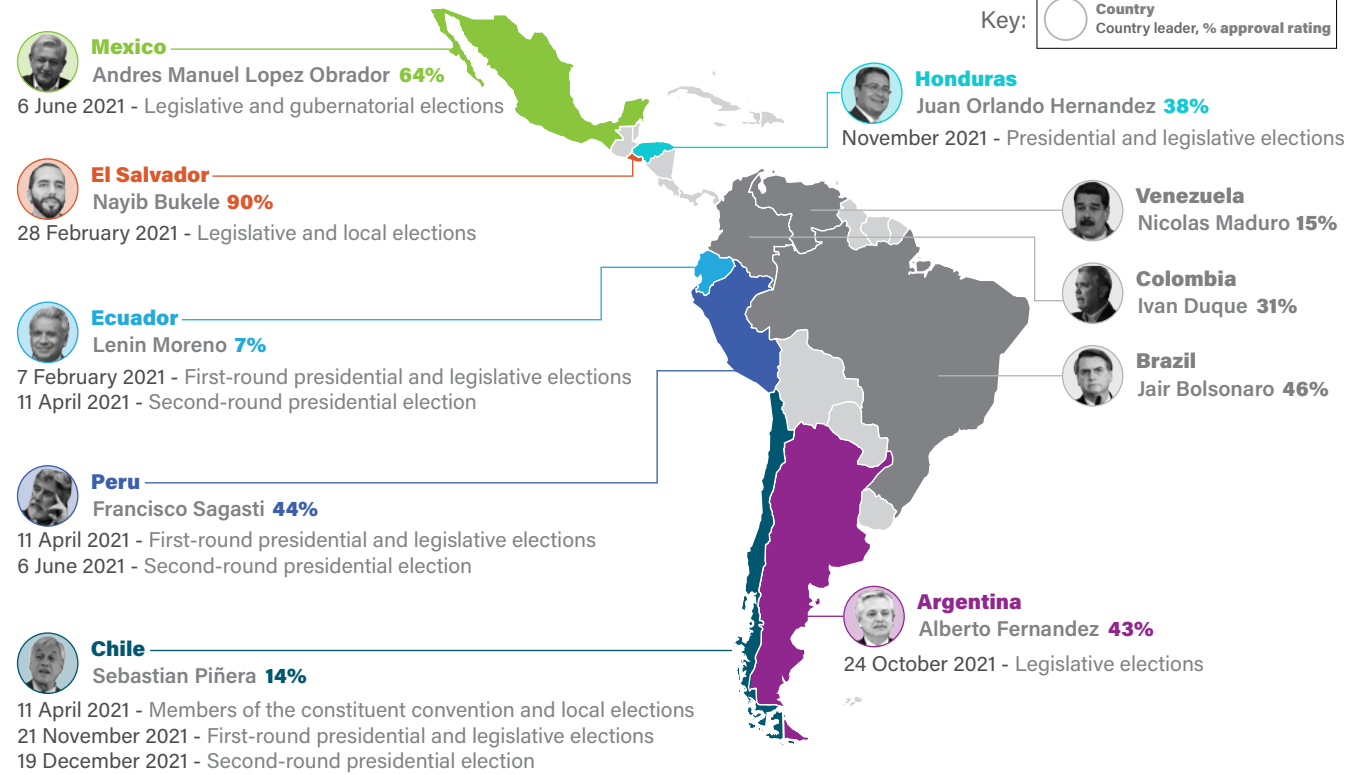 Key:
Country
Country leader, % approval rating
Mexico
Andres Manuel Lopez Obrador 64%
6 June 2021 - Legislative and gubernatorial elections
El Salvador
Nayib Bukele 90%
28 February 2021 - Legislative and local elections
Ecuador
Lenin Moreno 7%
7 February 2021 - First-round presidential and legislative elections
11 April 2021 - Second-round presidential election
Peru
Francisco Sagasti 44%
11 April 2021 - First-round presidential and legislative elections
6 June 2021 - Second-round presidential election
Chile
Sebastian Piñera 14%
11 April 2021 - Members of the constituent convention and local elections
21 November 2021 - First-round presidential and legislative elections
19 December 2021 - Second-round presidential election
Honduras
Juan Orlando Hernandez 38%
November 2021 - Presidential and legislative elections
Venezuela
Nicolas Maduro 15%
Colombia
Ivan Duque 31%
Brazil
Jair Bolsonaro 46%
Argentina
Alberto Fernandez 43%
24 October 2021 - Legislative elections